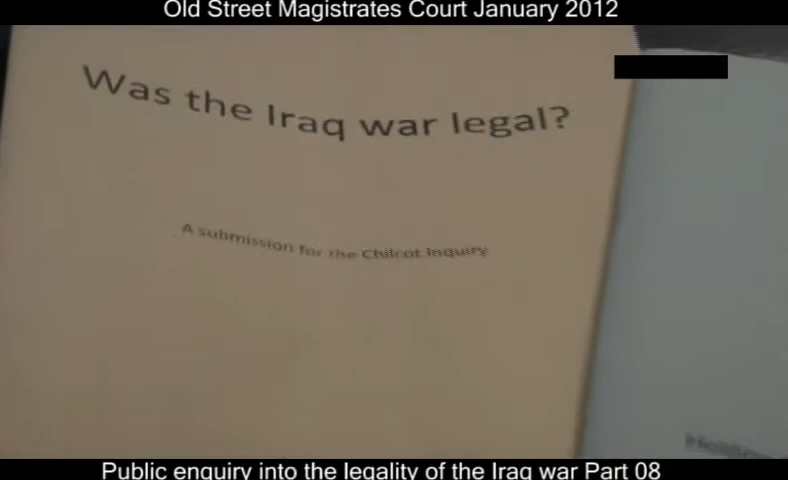 Old Street Magistrates Court January 2012
Was the Iraq war legal?
A submission for the Chilcot Inquiry
Public enquiry into the legality of the Iraq war Part 08